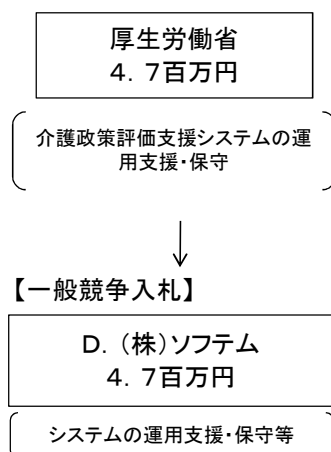 厚生労働省
４．７百万円
介護政策評価支援システムの運
用支援・保守
【一般競争入札】
Ｄ．（株）ソフテム
４．７百万円
システムの運用支援・保守等